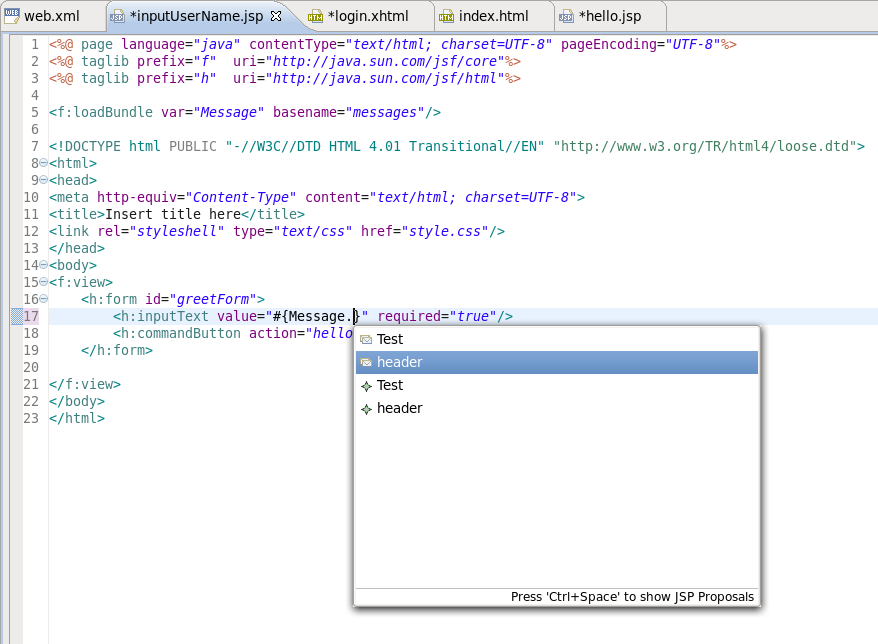 web.xml *inputUserName.jsp *login.xhtml index.html *hello.jsp
1 <%@ page language="java" contentType="text/html; charset=UTF-8" pageEncoding="UTF-8"%>
2 <%@ taglib prefix="f"  uri="http://java.sun.com/jsf/core"%>
3 <%@ taglib prefix="h"  uri="http://java.sun.com/jsf/html"%>
4
5 <f:loadBundle var="Message" basename="messages"/>
6
7 <!DOCTYPE html PUBLIC "-//W3C//DTD HTML 4.01 Transitional//EN" "http://www.w3.org/TR/html4/loose.dtd">
8 <html>
9 <head>
10 <meta http-equiv="Content-Type" content="text/html; charset=UTF-8">
11 <title>Insert title here</title>
12 <link rel="styleshell" type="text/css" href="style.css"/>
13 </head>
14 <body>
15 <f:view>
16     <h:form id="greetForm">
17         <h:inputText value="#{Message.}" required="true"/>
18         <h:commandButton action="hello
19     </h:form>
20
21 </f:view>
22 </body>
23 </html>
Test
header
Test
header
Press 'Ctrl+Space' to show JSP Proposals